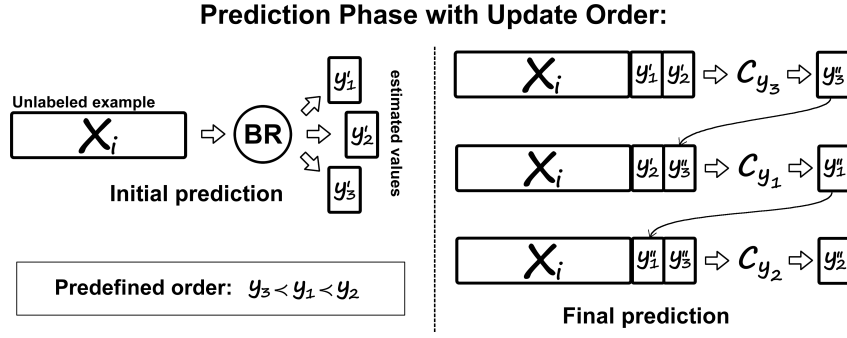 Prediction Phase with Update Order:
Unlabeled example
Xi
BR
y'1
y'2
y'3
estimated values
Initial prediction
Predefined order: y3 ≺ y1 ≺ y2
Xi y'1 y'2 Cy3 y''3
Xi y'2 y''3 Cy1 y''1
Xi y''1 y''3 Cy2 y''2
Final prediction